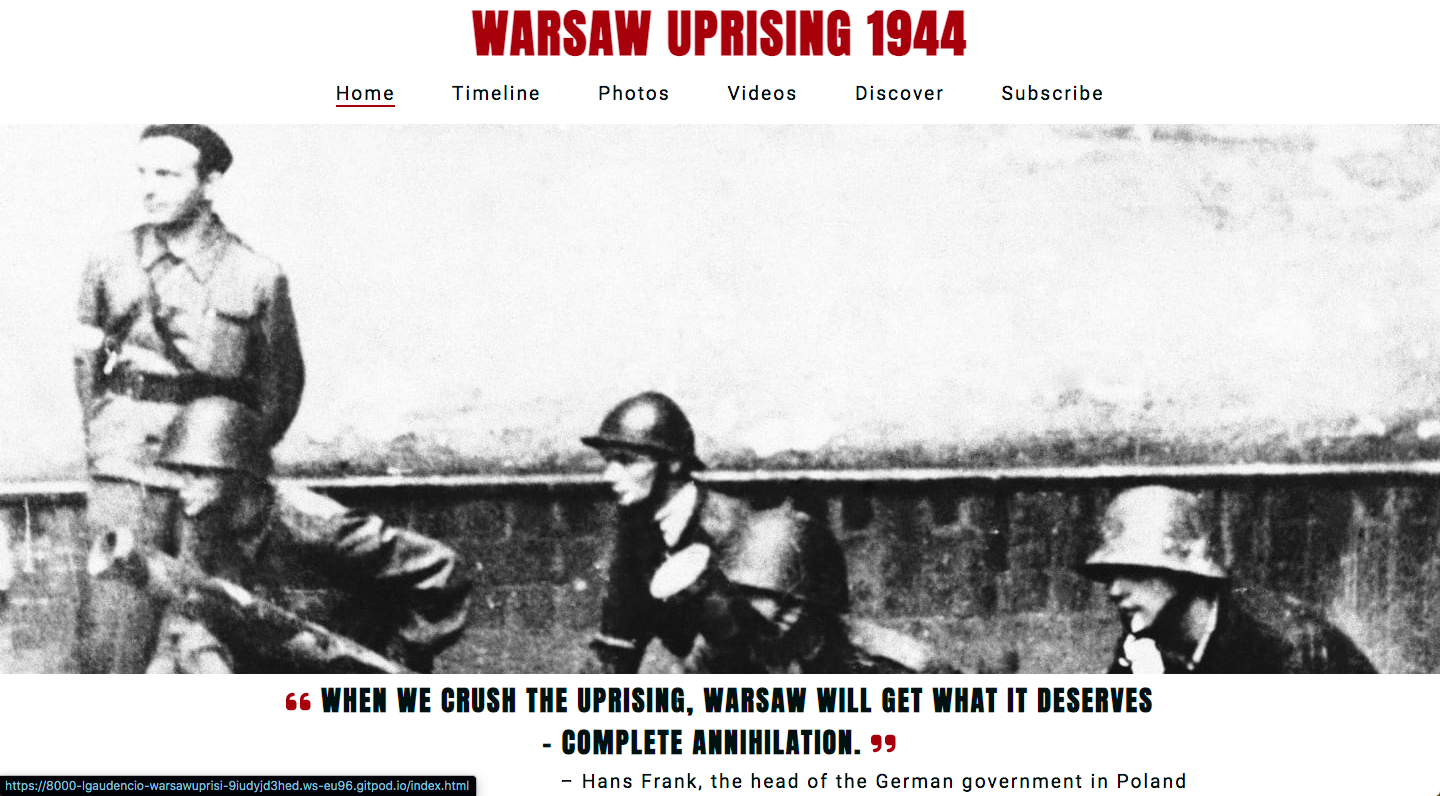 WARSAW UPRISING 1944
Home Timeline Photos Videos Discover Subscribe
“ WHEN WE CRUSH THE UPRISING, WARSAW WILL GET WHAT IT DESERVES
- COMPLETE ANNIHILATION. ”
– Hans Frank, the head of the German government in Poland
https://8000-lgaudencio-warsawuprisi-9iudyjd3hed.ws-eu96.gitpod.io/index.html